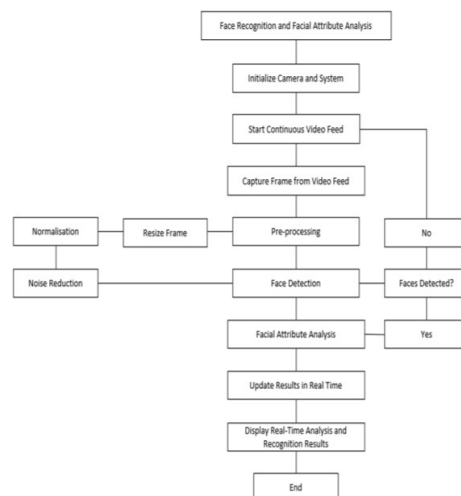 Face Recognition and Facial Attribute Analysis
Initialize Camera and System
Start Continuous Video Feed
Capture Frame from Video Feed
Normalisation
Resize Frame
Pre-processing
No
Noise Reduction
Face Detection
Faces Detected?
Facial Attribute Analysis
Yes
Update Results in Real Time
Display Real-Time Analysis and
Recognition Results
End